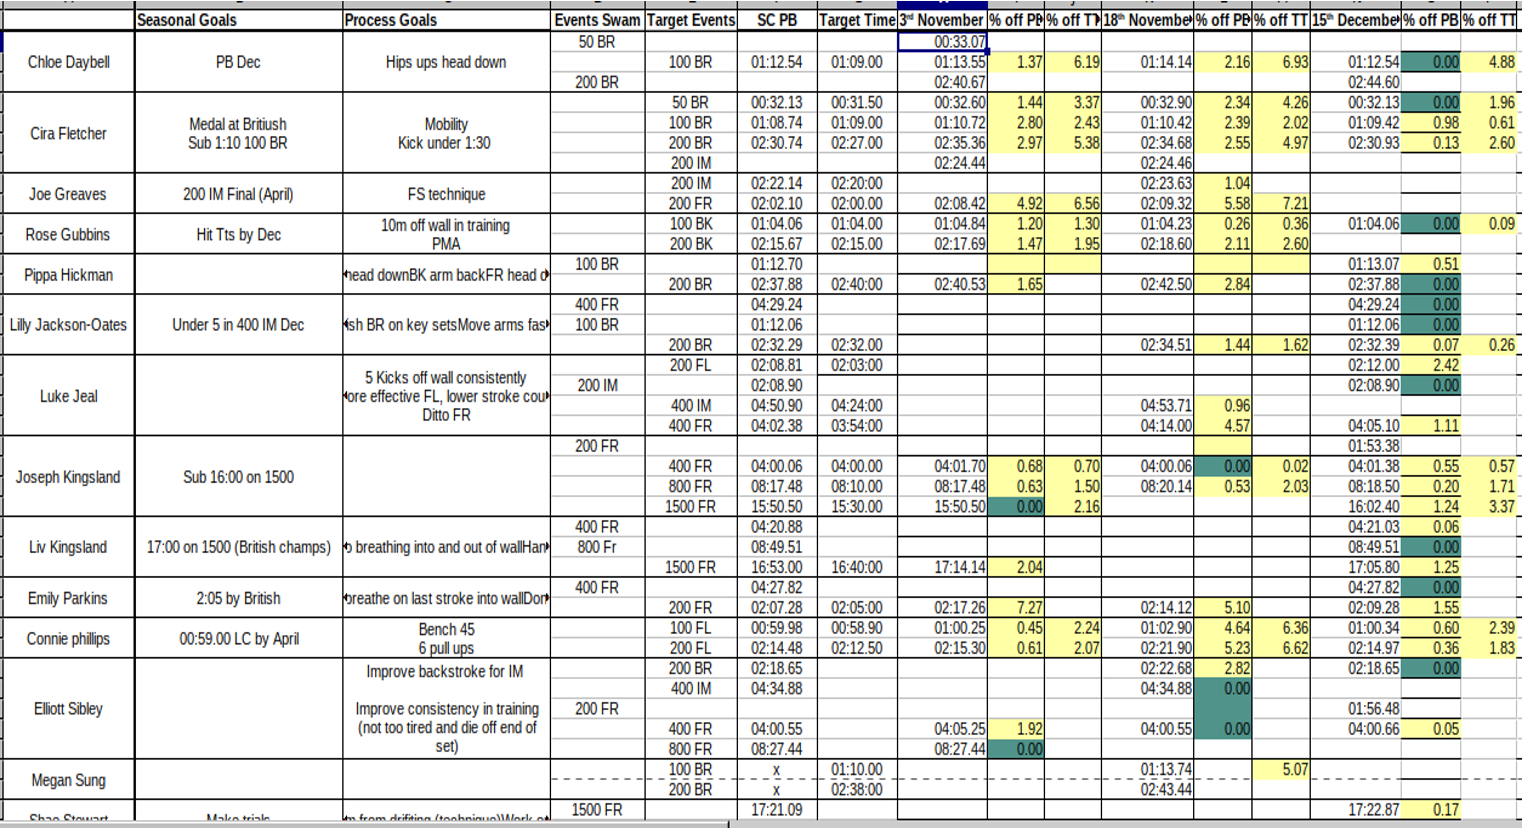 Seasonal Goals Process Goals Events Swam Target Events SC PB Target Time 3rd November % off PB % off TT 18th Novembe % off PB % off TT 15th Decembe % off PB % off TT
50 BR 00:33.07
Chloe Daybell PB Dec Hips ups head down 100 BR 01:12.54 01:09.00 01:13.55 1.37 6.19 01:14.14 2.16 6.93 01:12.54 0.00 4.88
200 BR 02:40.67 02:44.60
50 BR 00:32.13 00:31.50 00:32.60 1.44 3.37 00:32.90 2.34 4.26 00:32.13 0.00 1.96
Cira Fletcher Medal at Britiush Mobility 100 BR 01:08.74 01:09.00 01:10.72 2.80 2.43 01:10.42 2.39 2.02 01:09.42 0.98 0.61
Sub 1:10 100 BR Kick under 1:30 200 BR 02:30.74 02:27.00 02:35.36 2.97 5.38 02:34.68 2.55 4.97 02:30.93 0.13 2.60
200 IM 02:24.44 02:24.46
Joe Greaves 200 IM Final (April) FS technique 200 IM 02:22.14 02:20:00 02:23.63 1.04
200 FR 02:02.10 02:00.00 02:08.42 4.92 6.56 02:09.32 5.58 7.21
Rose Gubbins Hit Tts by Dec 10m off wall in training 100 BK 01:04.06 01:04.00 01:04.84 1.20 1.30 01:04.23 0.26 0.36 01:04.06 0.00 0.09
PMA 200 BK 02:15.67 02:15.00 02:17.69 1.47 1.95 02:18.60 2.11 2.60
Pippa Hickman head downBK arm backFR head d 100 BR 01:12.70 01:13.07 0.51
200 BR 02:37.88 02:40:00 02:40.53 1.65 02:42.50 2.84 02:37.88 0.00
400 FR 04:29.24 04:29.24 0.00
Lilly Jackson-Oates Under 5 in 400 IM Dec sh BR on key setsMove arms fas 100 BR 01:12.06 01:12.06 0.00
200 BR 02:32.29 02:32.00 02:34.51 1.44 1.62 02:32.39 0.07 0.26
200 FL 02:08.81 02:03:00 02:12.00 2.42
Luke Jeal 5 Kicks off wall consistently 200 IM 02:08.90 02:08.90 0.00
ore effective FL, lower stroke cou 400 IM 04:50.90 04:24:00 04:53.71 0.96
Ditto FR 400 FR 04:02.38 03:54:00 04:14.00 4.57 04:05.10 1.11
200 FR 01:53.38
Joseph Kingsland Sub 16:00 on 1500 400 FR 04:00.06 04:00.00 04:01.70 0.68 0.70 04:00.06 0.00 0.02 04:01.38 0.55 0.57
800 FR 08:17.48 08:10.00 08:17.48 0.63 1.50 08:20.14 0.53 2.03 08:18.50 0.20 1.71
1500 FR 15:50.50 15:30.00 15:50.50 0.00 2.16 16:02.40 1.24 3.37
400 FR 04:20.88 04:21.03 0.06
Liv Kingsland 17:00 on 1500 (British champs) o breathing into and out of wallHan 800 Fr 08:49.51 08:49.51 0.00
1500 FR 16:53.00 16:40:00 17:14.14 2.04 17:05.80 1.25
Emily Parkins 2:05 by British breathe on last stroke into wallDon 400 FR 04:27.82 04:27.82 0.00
200 FR 02:07.28 02:05:00 02:17.26 7.27 02:14.12 5.10 02:09.28 1.55
Connie phillips 00:59.00 LC by April Bench 45 100 FL 00:59.98 00:58.90 01:00.25 0.45 2.24 01:02.90 4.64 6.36 01:00.34 0.60 2.39
6 pull ups 200 FL 02:14.48 02:12.50 02:15.30 0.61 2.07 02:21.90 5.23 6.62 02:14.97 0.36 1.83
Improve backstroke for IM 200 BR 02:18.65 02:22.68 2.82 02:18.65 0.00
400 IM 04:34.88 04:34.88 0.00
Elliott Sibley Improve consistency in training 200 FR 01:56.48
(not too tired and die off end of 400 FR 04:00.55 04:05.25 1.92 04:00.55 0.00 04:00.66 0.05
set) 800 FR 08:27.44 08:27.44 0.00
Megan Sung 100 BR x 01:10.00 01:13.74 5.07
200 BR x 02:38:00 02:43.44
1500 FR 17:21.09 17:22.87 0.17
Shae Stewart Make trials m from drifiting (technique)Work o